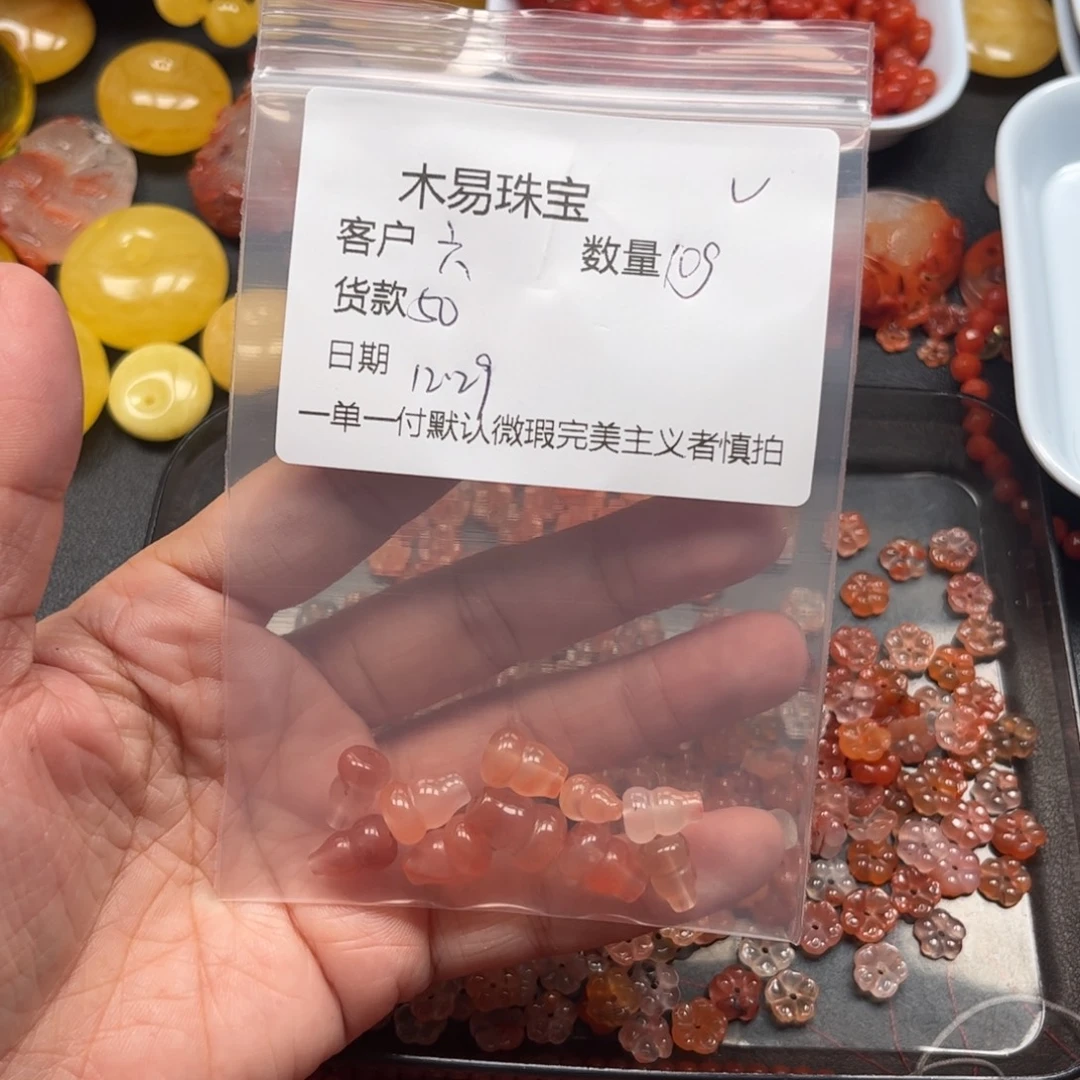 木易珠宝
客户 六 数量 10g
货款 50
日期 12.29
一单一付默认微瑕完美主义者慎拍